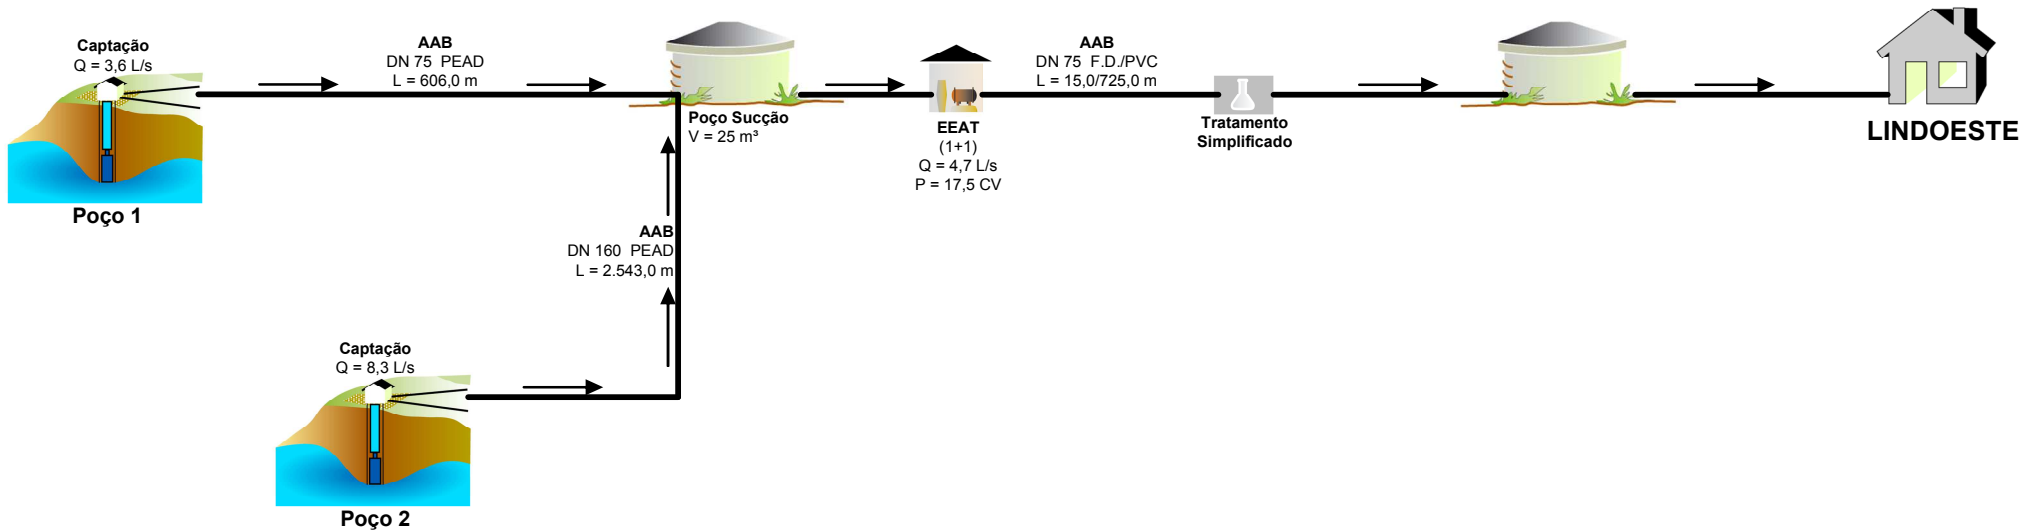 Captação
Q = 3,6 L/s
Poço 1
AAB
DN 75  PEAD
L = 606,0 m
Poço Sucção
V = 25 m³
EEAT
(1+1)
Q = 4,7 L/s
P = 17,5 CV
AAB
DN 75  F.D./PVC
L = 15,0/725,0 m
Tratamento
Simplificado
LINDOESTE
AAB
DN 160  PEAD
L = 2.543,0 m
Captação
Q = 8,3 L/s
Poço 2